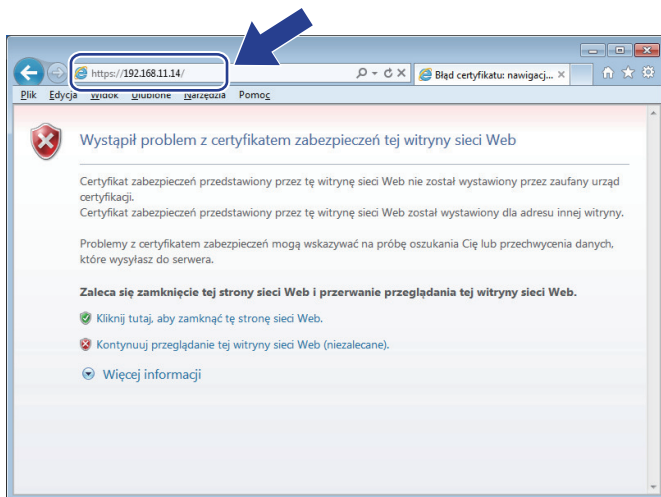 https://192.168.11.14/
Błąd certyfikatu: nawigacj...
Plik Edycja Widok Ulubione Narzędzia Pomoc
Wystąpił problem z certyfikatem zabezpieczeń tej witryny sieci Web
Certyfikat zabezpieczeń przedstawiony przez tę witrynę sieci Web nie został wystawiony przez zaufany urząd
certyfikacji.
Certyfikat zabezpieczeń przedstawiony przez tę witrynę sieci Web został wystawiony dla adresu innej witryny.
Problemy z certyfikatem zabezpieczeń mogą wskazywać na próbę oszukania Cię lub przechwycenia danych,
które wysyłasz do serwera.
Zaleca się zamknięcie tej strony sieci Web i przerwanie przeglądania tej witryny sieci Web.
Kliknij tutaj, aby zamknąć tę stronę sieci Web.
Kontynuuj przeglądanie tej witryny sieci Web (niezalecane).
Więcej informacji